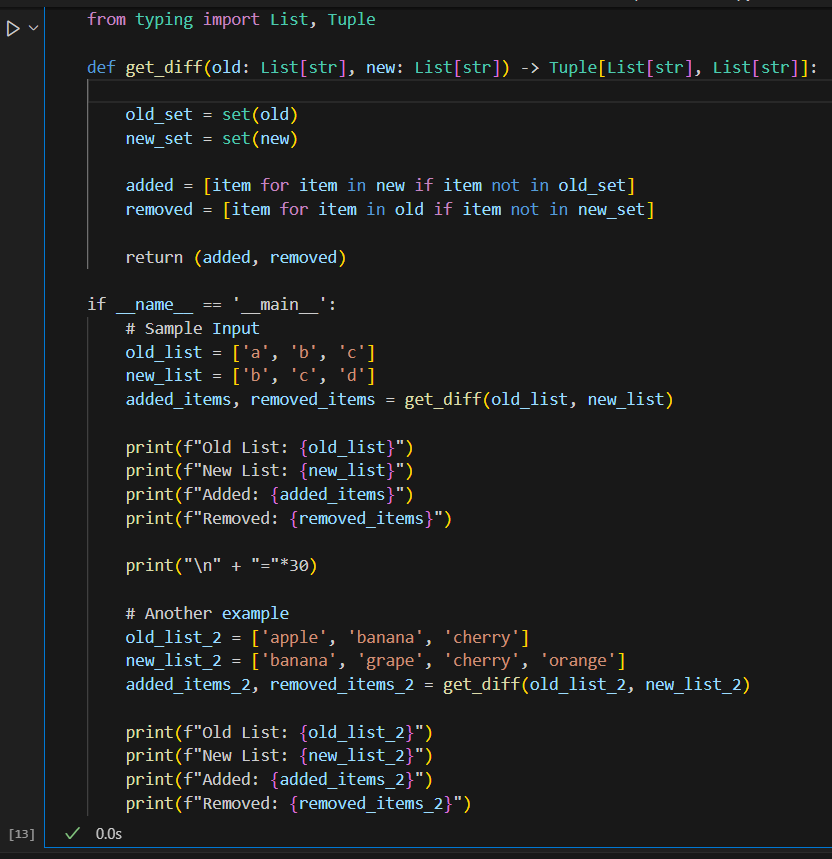 from typing import List, Tuple
def get_diff(old: List[str], new: List[str]) -> Tuple[List[str], List[str]]:
old_set = set(old)
new_set = set(new)
added = [item for item in new if item not in old_set]
removed = [item for item in old if item not in new_set]
return (added, removed)
if __name__ == '__main__':
# Sample Input
old_list = ['a', 'b', 'c']
new_list = ['b', 'c', 'd']
added_items, removed_items = get_diff(old_list, new_list)
print(f"Old List: {old_list}")
print(f"New List: {new_list}")
print(f"Added: {added_items}")
print(f"Removed: {removed_items}")
print("\n" + "="*30)
# Another example
old_list_2 = ['apple', 'banana', 'cherry']
new_list_2 = ['banana', 'grape', 'cherry', 'orange']
added_items_2, removed_items_2 = get_diff(old_list_2, new_list_2)
print(f"Old List: {old_list_2}")
print(f"New List: {new_list_2}")
print(f"Added: {added_items_2}")
print(f"Removed: {removed_items_2}")
[13] ✓ 0.0s